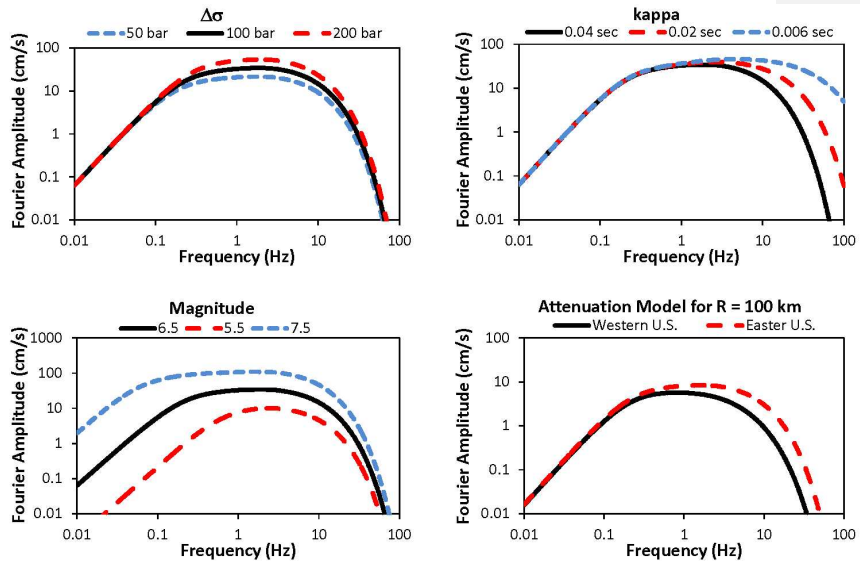 Δσ
50 bar 100 bar 200 bar
Fourier Amplitude (cm/s)
100
10
1
0.1
0.01
0.01 0.1 1 10 100
Frequency (Hz)
kappa
0.04 sec 0.02 sec 0.006 sec
Fourier Amplitude (cm/s)
100
10
1
0.1
0.01
0.01 0.1 1 10 100
Frequency (Hz)
Magnitude
6.5 5.5 7.5
Fourier Amplitude (cm/s)
1000
100
10
1
0.1
0.01
0.01 0.1 1 10 100
Frequency (Hz)
Attenuation Model for R = 100 km
Western U.S. Easter U.S.
Fourier Amplitude (cm/s)
100
10
1
0.1
0.01
0.01 0.1 1 10 100
Frequency (Hz)